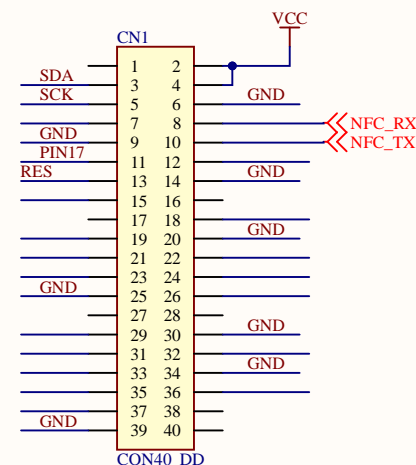 VCC
CN1
1 2
SDA 3 4
SCK 5 6 GND
7 8 NFC_RX
GND 9 10 NFC_TX
PIN17 11 12
RES 13 14 GND
15 16
17 18
19 20 GND
21 22
23 24
GND 25 26
27 28
29 30 GND
31 32
33 34 GND
35 36
37 38
GND 39 40
CON40_DD